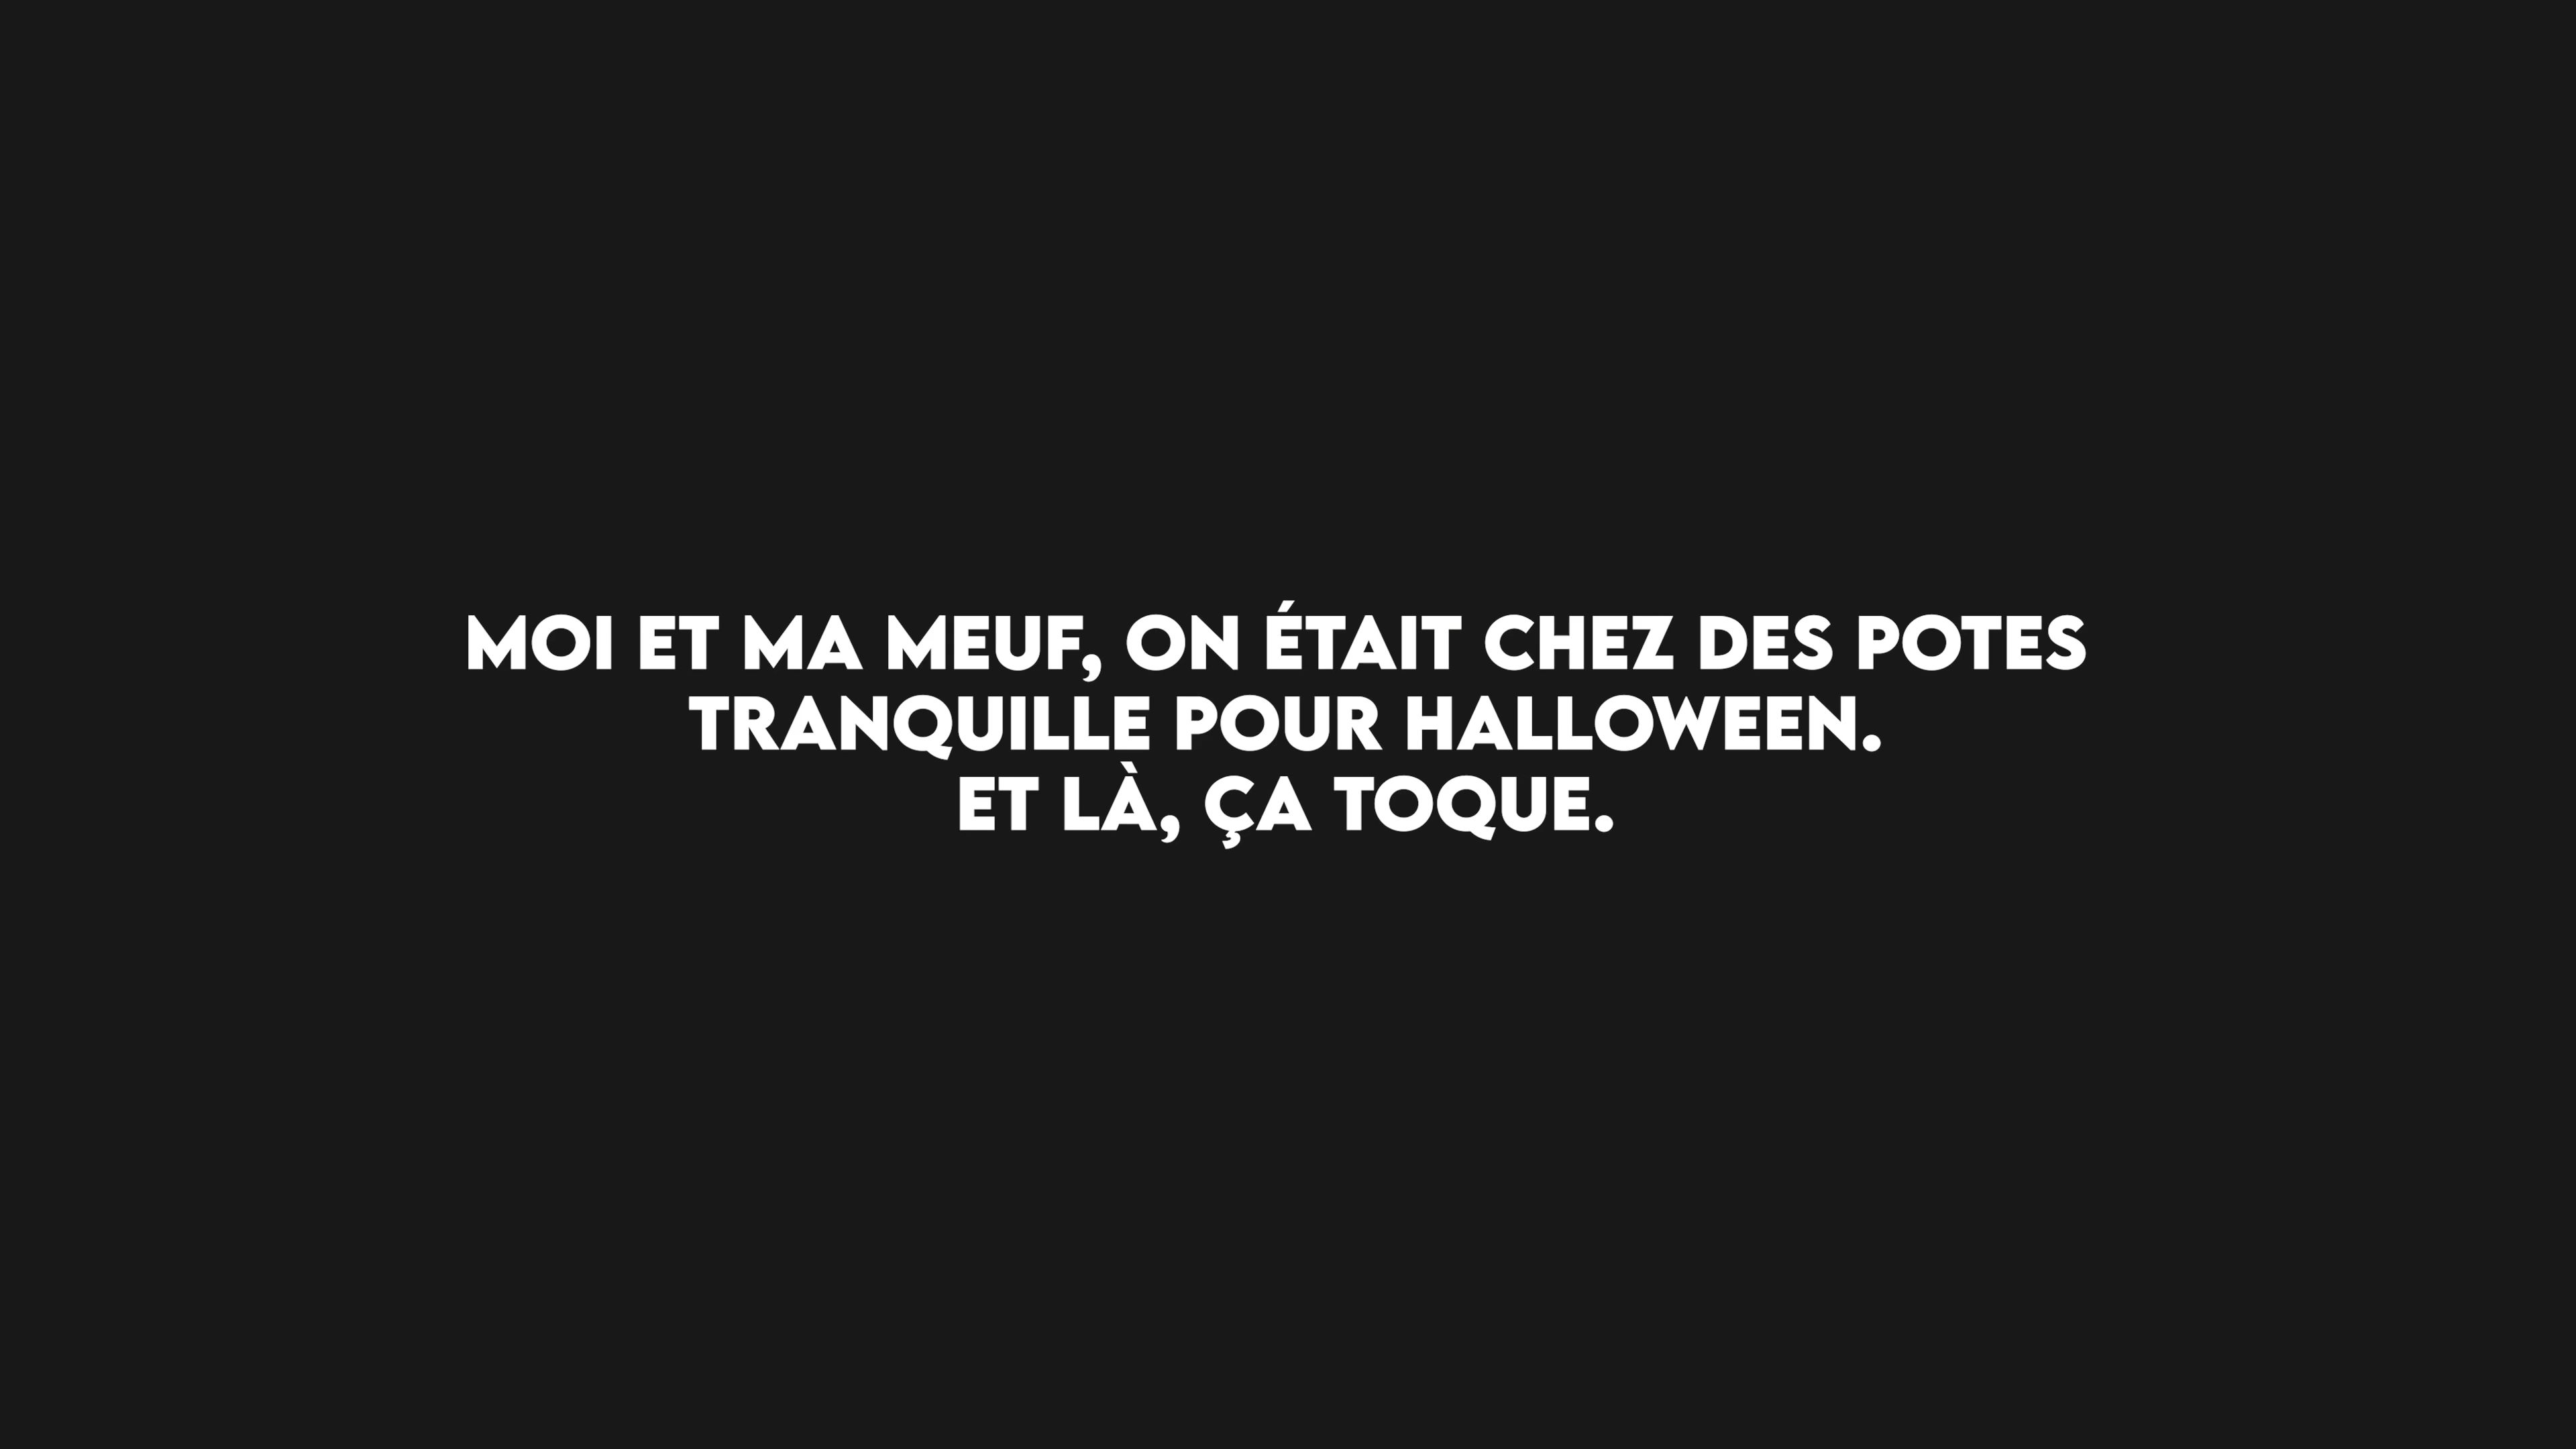 MOI ET MA MEUF, ON ÉTAIT CHEZ DES POTES
TRANQUILLE POUR HALLOWEEN.
ET LÀ, ÇA TOQUE.